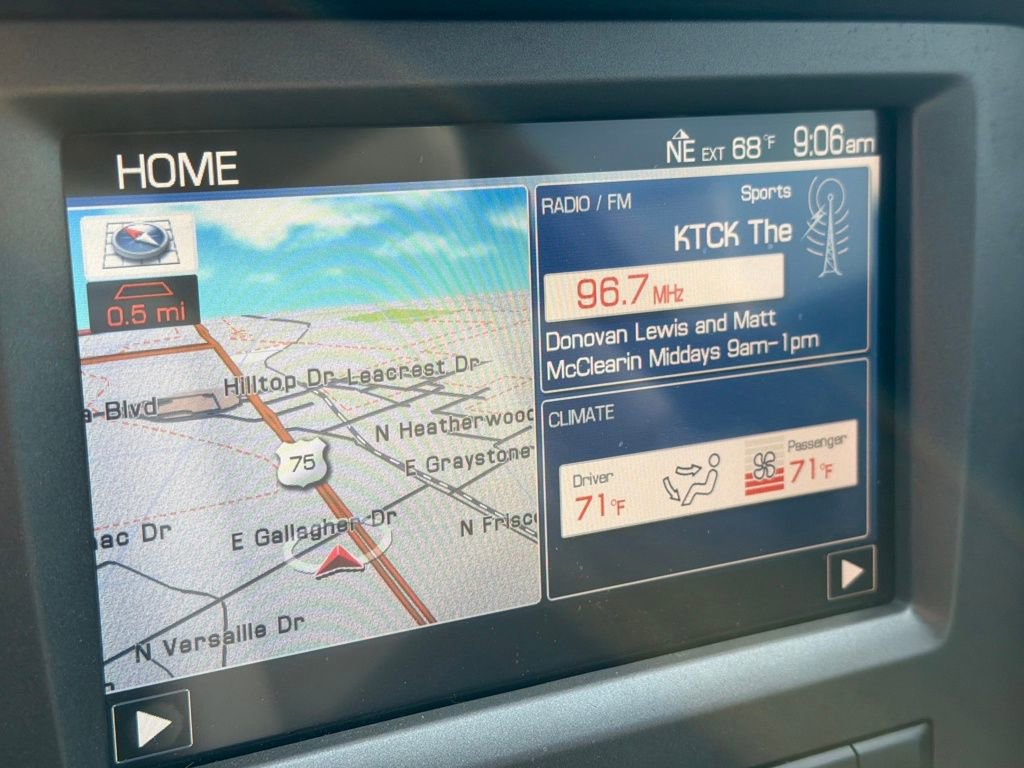 HOME
NE EXT 68°F 9:06am
0.5 mi
Hilltop Dr Leacrest Dr
Blvd
N Heatherwood
75
E Graystone
ac Dr
E Gallagher Dr
N Frisc
N Versaille Dr
RADIO / FM
Sports
KTCK The
96.7 MHz
Donovan Lewis and Matt
McClearin Middays 9am-1pm
CLIMATE
Driver
71°F
Passenger
71°F